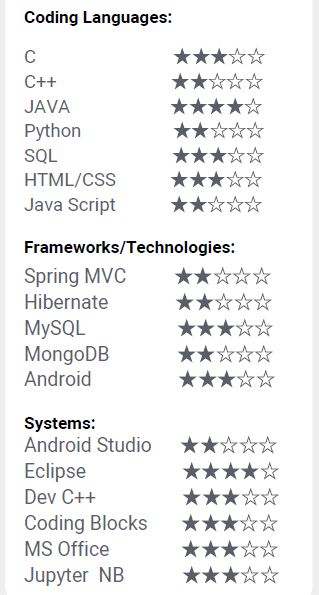 Coding Languages:
C ★★★☆☆
C++ ★★☆☆☆
JAVA ★★★★☆
Python ★★☆☆☆
SQL ★★★☆☆
HTML/CSS ★★★☆☆
Java Script ★★☆☆☆
Frameworks/Technologies:
Spring MVC ★★☆☆☆
Hibernate ★★☆☆☆
MySQL ★★★☆☆
MongoDB ★★☆☆☆
Android ★★★☆☆
Systems:
Android Studio ★★☆☆☆
Eclipse ★★★★☆
Dev C++ ★★★☆☆
Coding Blocks ★★★☆☆
MS Office ★★★☆☆
Jupyter NB ★★★☆☆